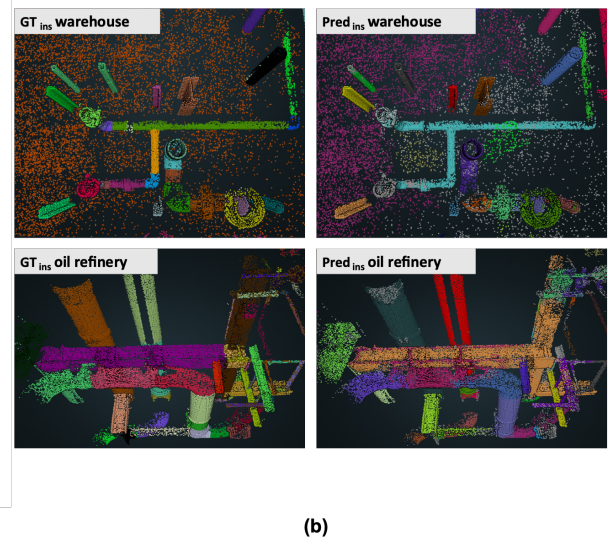 GT ins warehouse
Pred ins warehouse
GT ins oil refinery
Pred ins oil refinery
(b)